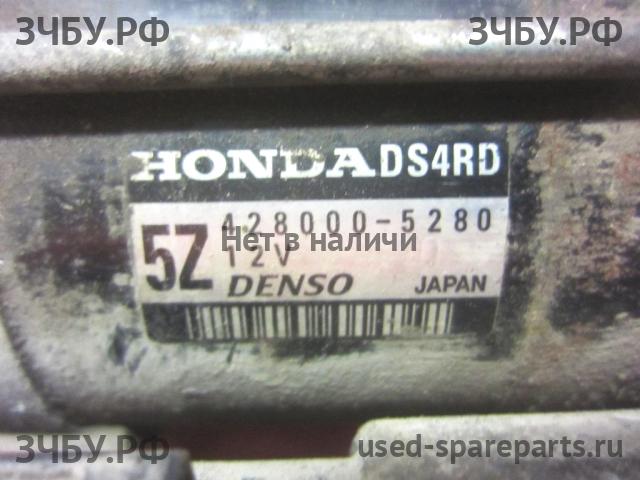 ЗЧБУ.РФ ЗЧБУ.РФ
HONDA DS4RD
5Z 428000-5280
Нет в наличи
12V
DENSO JAPAN
ЗЧБУ.РФ used-spareparts.ru